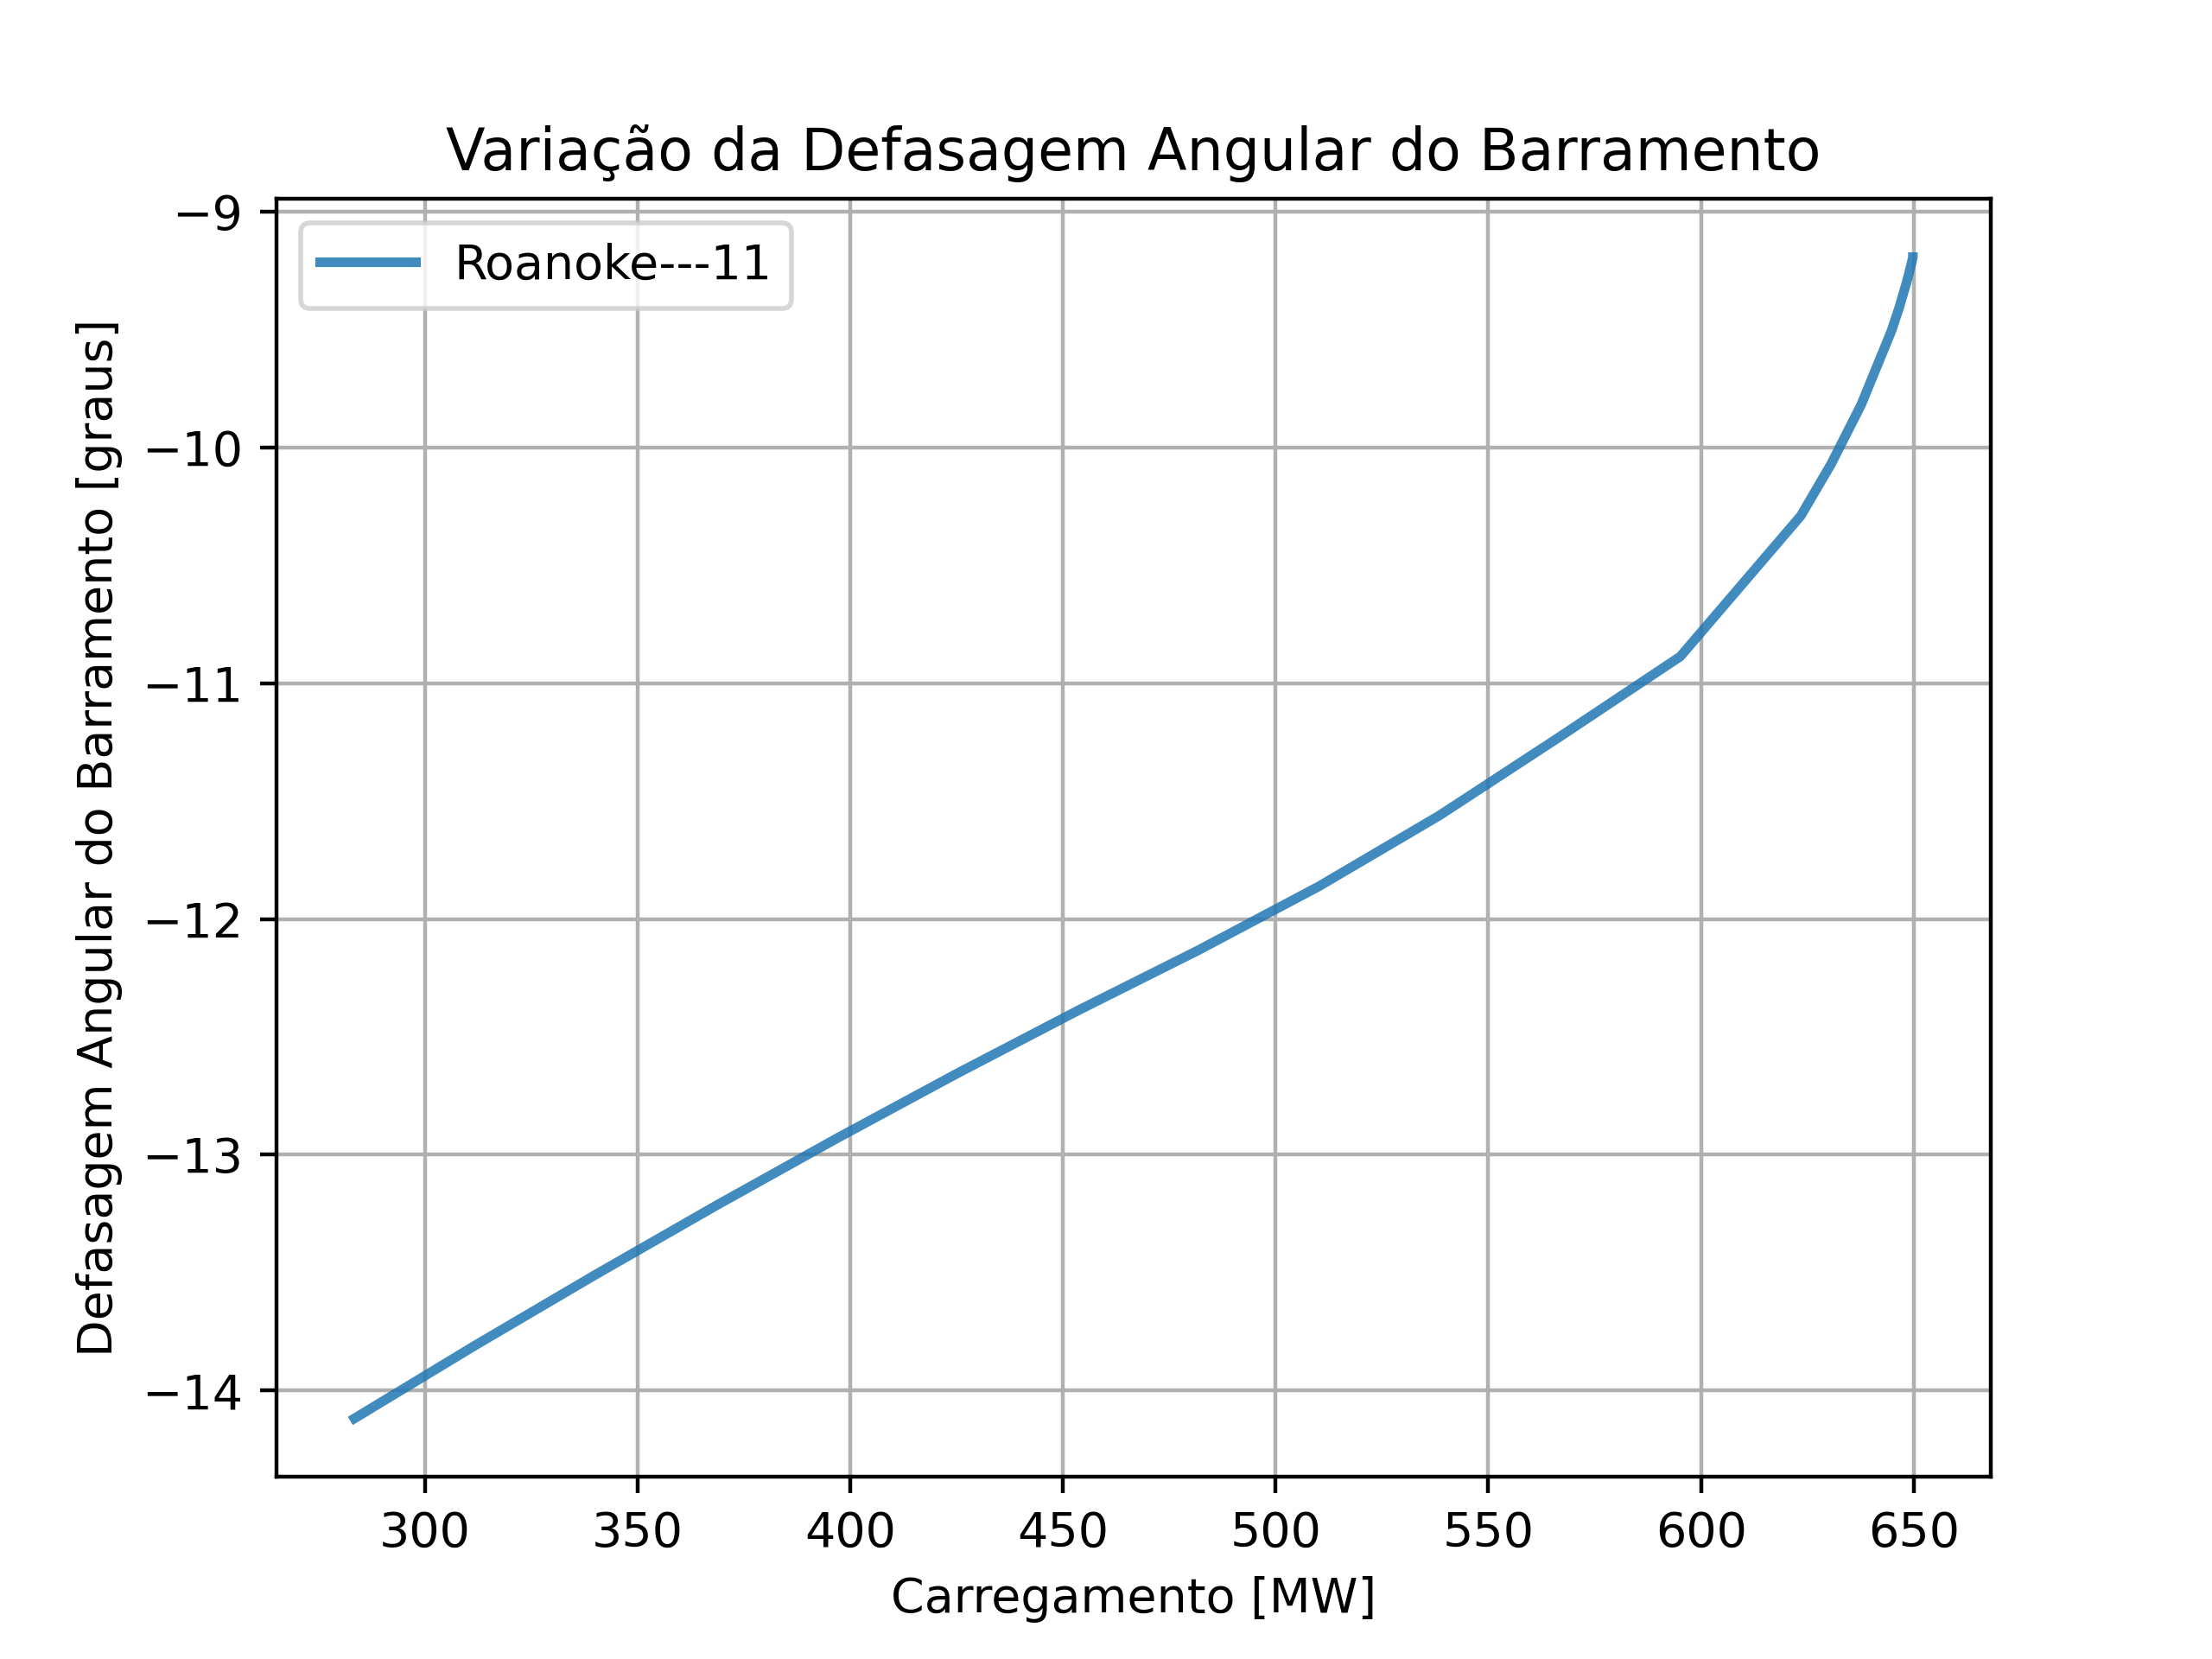 Variação da Defasagem Angular do Barramento
Roanoke---11
Defasagem Angular do Barramento [graus]
−9
−10
−11
−12
−13
−14
300 350 400 450 500 550 600 650
Carregamento [MW]